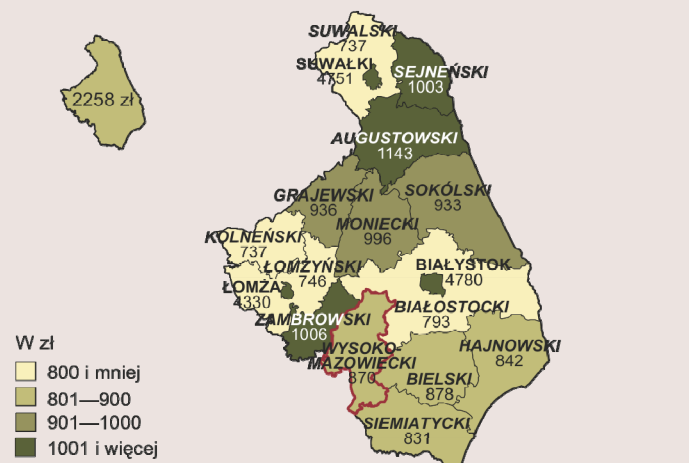 SUWALSKI
737
SUWAŁKI
4751
SEJNEŃSKI
1003
2258 zł
AUGUSTOWSKI
1143
GRAJEWSKI
936
SOKÓLSKI
933
MONIECKI
996
KOLNEŃSKI
737
ŁOMŻYŃSKI
746
BIAŁYSTOK
4780
ŁOMŻA
4330
ZAMBROWSKI
1006
BIAŁOSTOCKI
793
WYSOKO-
MAZOWIECKI
870
HAJNOWSKI
842
BIELSKI
878
SIEMIATYCKI
831
W zł
800 i mniej
801—900
901—1000
1001 i więcej